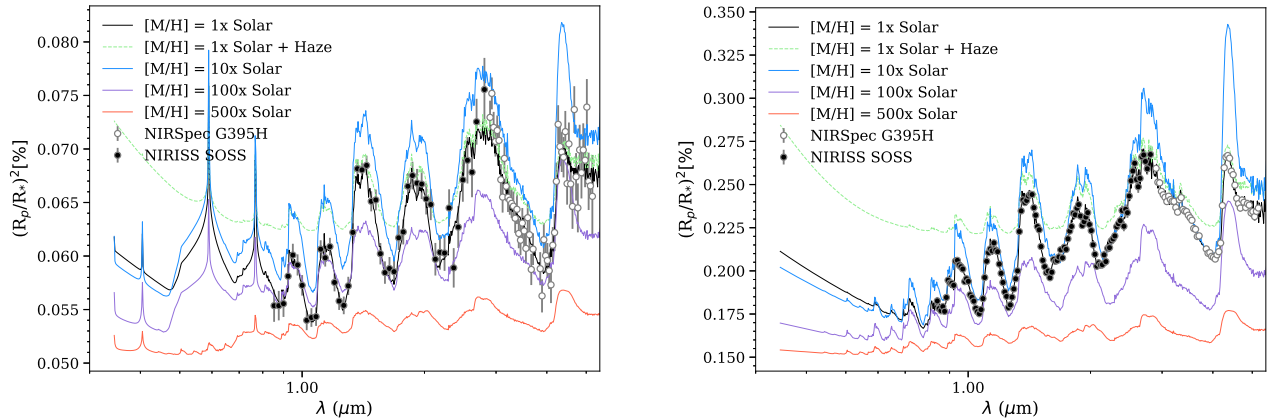 [M/H] = 1x Solar
[M/H] = 1x Solar + Haze
[M/H] = 10x Solar
[M/H] = 100x Solar
[M/H] = 500x Solar
NIRSpec G395H
NIRISS SOSS
0.080
0.075
0.070
0.065
0.060
0.055
0.050
(Rₚ/R*)²[%]
1.00
λ (μm)
[M/H] = 1x Solar
[M/H] = 1x Solar + Haze
[M/H] = 10x Solar
[M/H] = 100x Solar
[M/H] = 500x Solar
NIRSpec G395H
NIRISS SOSS
0.350
0.325
0.300
0.275
0.250
0.225
0.200
0.175
0.150
(Rₚ/R*)²[%]
1.00
λ (μm)